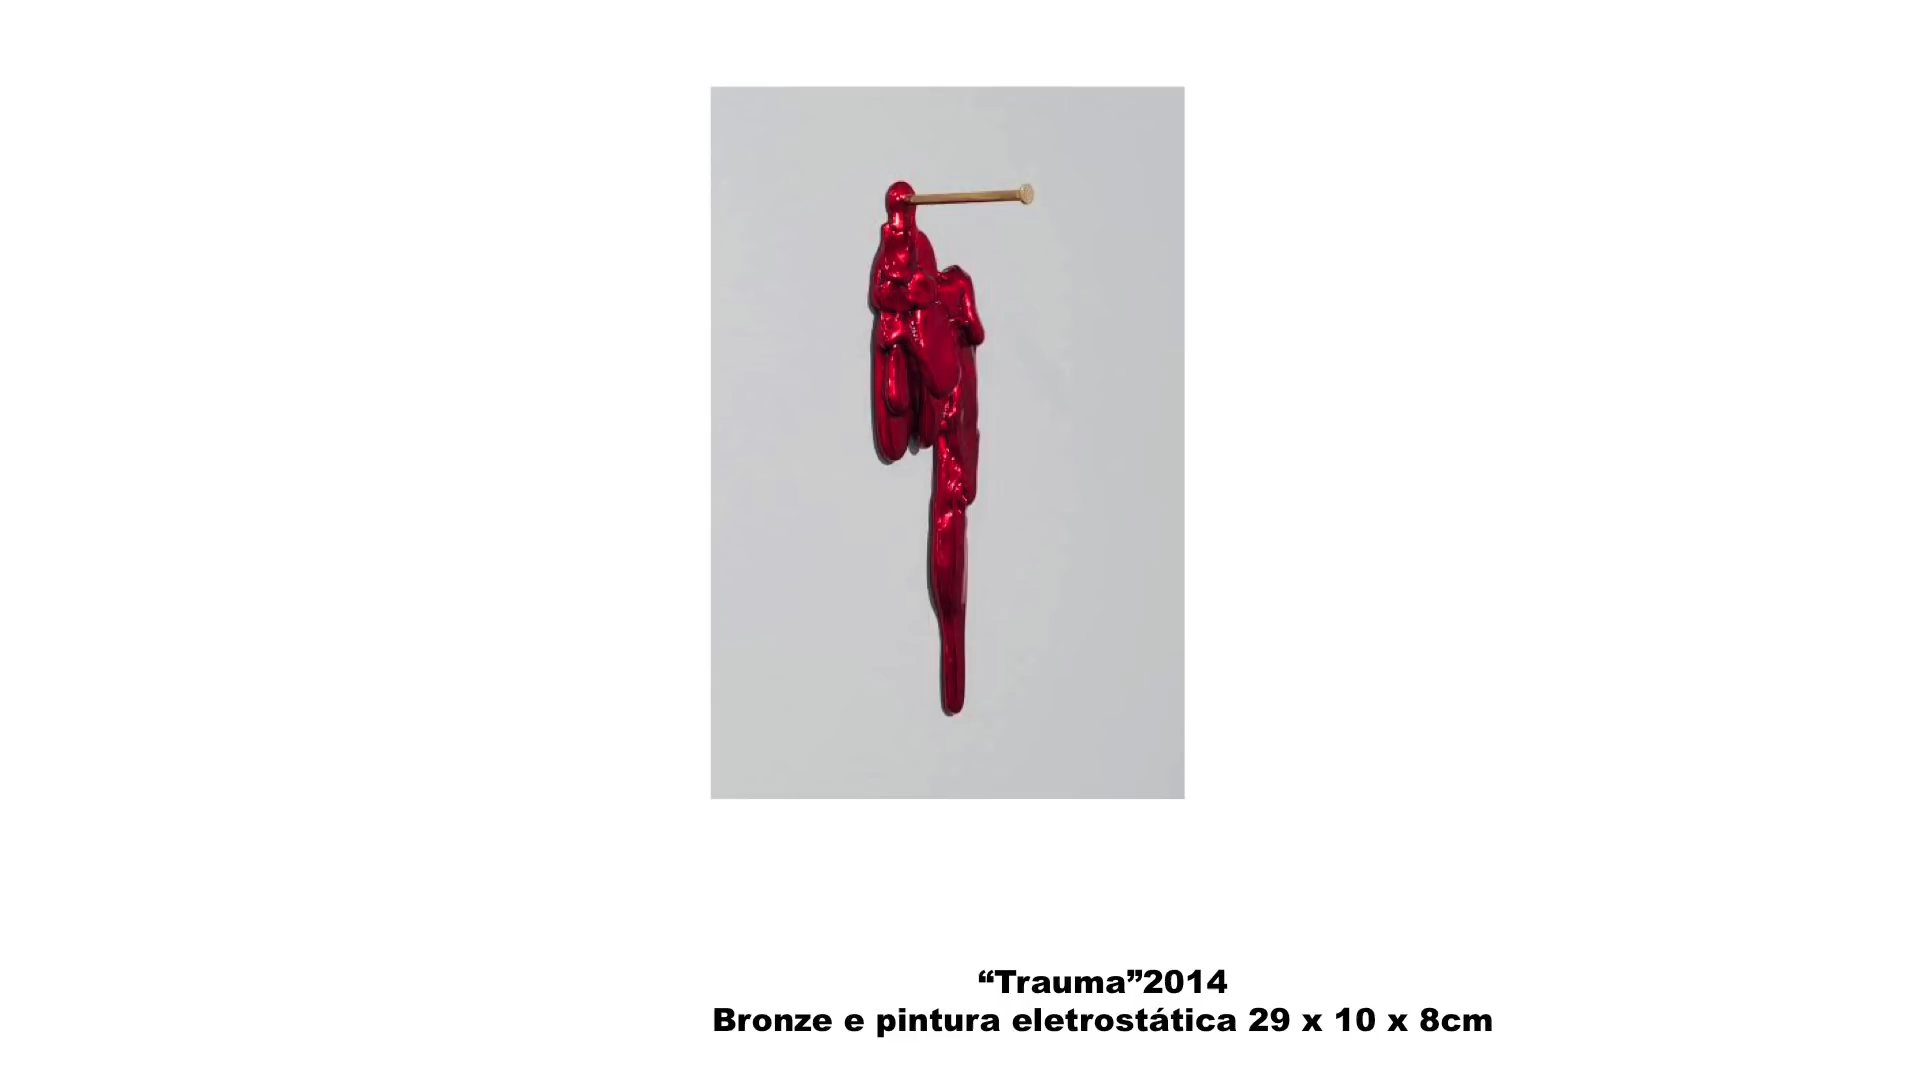 “Trauma”2014
Bronze e pintura eletrostática 29 x 10 x 8cm